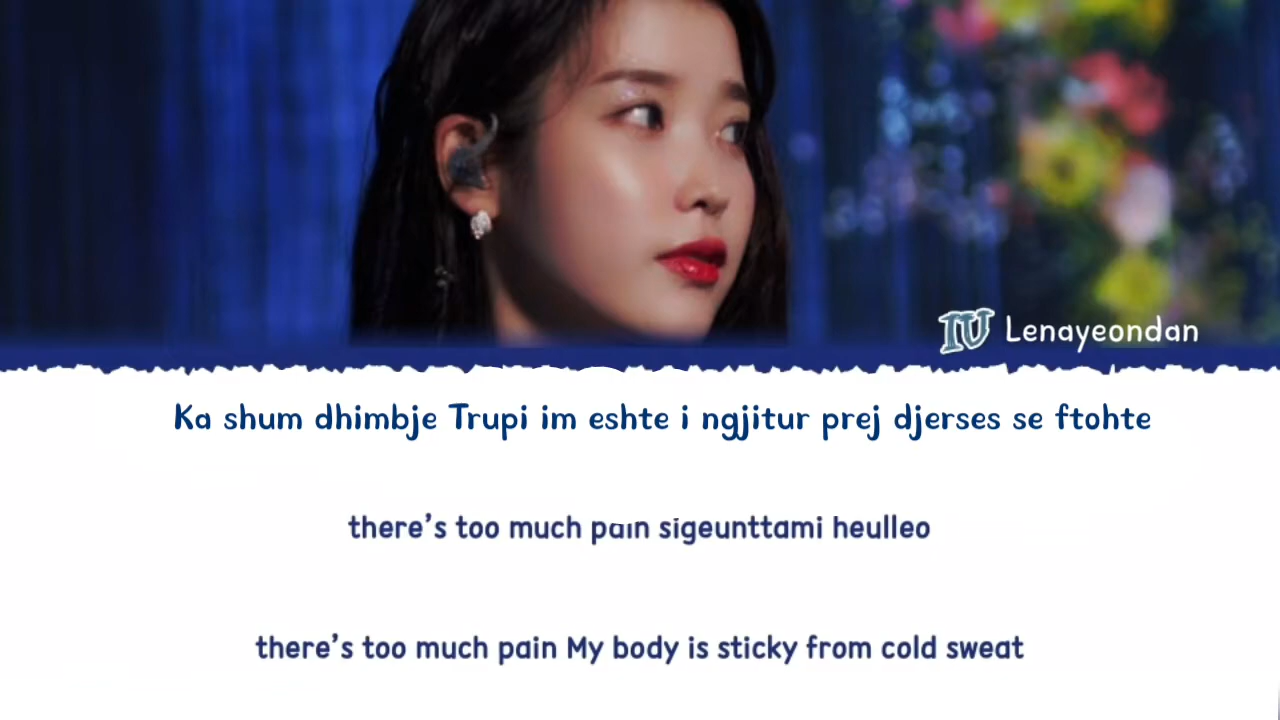 IU Lenayeondan
Ka shum dhimbje Trupi im eshte i ngjitur prej djerses se ftohte
there's too much pain sigeunttami heulleo
there's too much pain My body is sticky from cold sweat